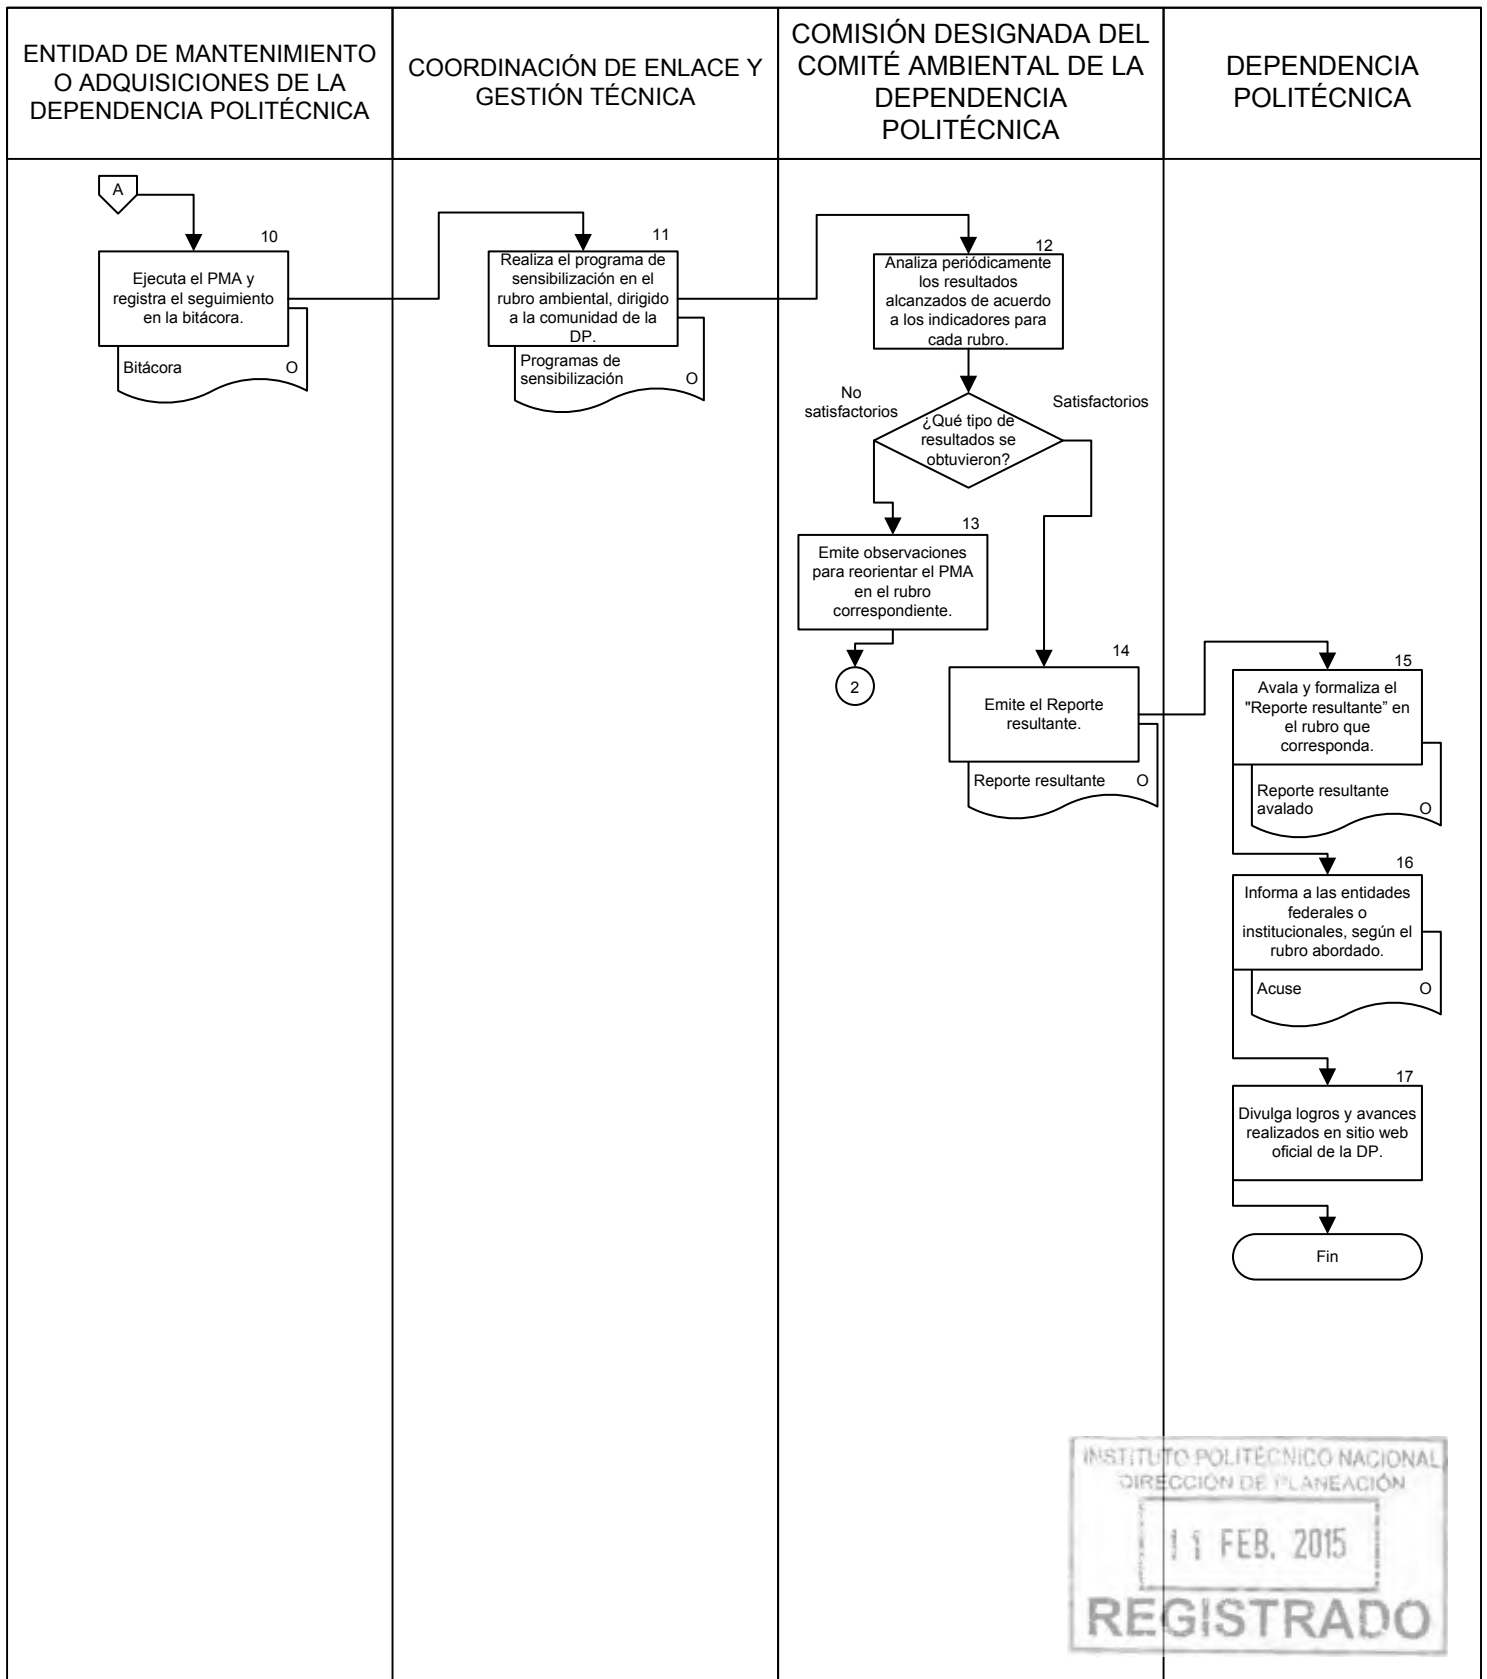 ENTIDAD DE MANTENIMIENTO
O ADQUISICIONES DE LA
DEPENDENCIA POLITÉCNICA
COORDINACIÓN DE ENLACE Y
GESTIÓN TÉCNICA
COMISIÓN DESIGNADA DEL
COMITÉ AMBIENTAL DE LA
DEPENDENCIA
POLITÉCNICA
DEPENDENCIA
POLITÉCNICA
A
10
Ejecuta el PMA y
registra el seguimiento
en la bitácora.
Bitácora O
11
Realiza el programa de
sensibilización en el
rubro ambiental, dirigido
a la comunidad de la
DP.
Programas de
sensibilización O
12
Analiza periódicamente
los resultados
alcanzados de acuerdo
a los indicadores para
cada rubro.
No
satisfactorios
Satisfactorios
¿Qué tipo de
resultados se
obtuvieron?
13
Emite observaciones
para reorientar el PMA
en el rubro
correspondiente.
2
14
Emite el Reporte
resultante.
Reporte resultante O
15
Avala y formaliza el
"Reporte resultante” en
el rubro que
corresponda.
Reporte resultante
avalado O
16
Informa a las entidades
federales o
institucionales, según el
rubro abordado.
Acuse O
17
Divulga logros y avances
realizados en sitio web
oficial de la DP.
Fin
INSTITUTO POLITÉCNICO NACIONAL
DIRECCIÓN DE PLANEACIÓN
11 FEB. 2015
REGISTRADO